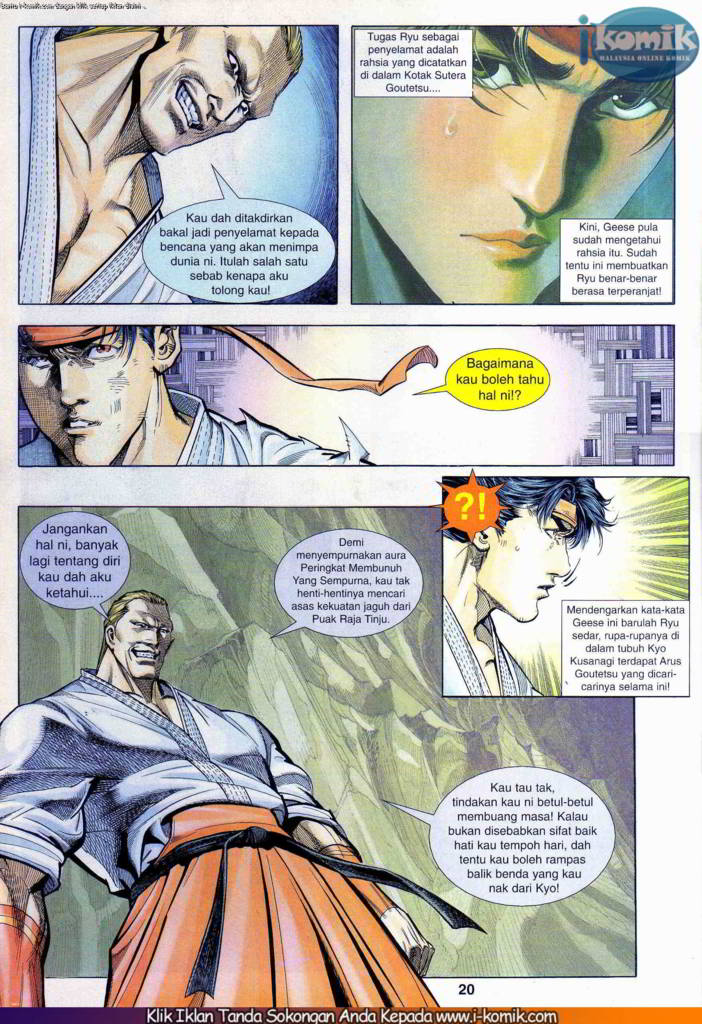 Bantu i-komik.com dengan klik setiap iklan disini ..
ikomik
MALAYSIA ONLINE KOMIK
Kau dah ditakdirkan
bakal jadi penyelamat kepada
bencana yang akan menimpa
dunia ni. Itulah salah satu
sebab kenapa aku
tolong kau!
Tugas Ryu sebagai
penyelamat adalah
rahsia yang dicatatkan
di dalam Kotak Sutera
Goutetsu....
Kini, Geese pula
sudah mengetahui
rahsia itu. Sudah
tentu ini membuatkan
Ryu benar-benar
berasa terperanjat!
Bagaimana
kau boleh tahu
hal ni!?
Jangankan
hal ni, banyak
lagi tentang diri
kau dah aku
ketahui....
Demi
menyempurnakan aura
Peringkat Membunuh
Yang Sempurna, kau tak
henti-hentinya mencari
asas kekuatan jaguh dari
Puak Raja Tinju.
?!
Mendengarkan kata-kata
Geese ini barulah Ryu
sedar, rupa-rupanya di
dalam tubuh Kyo
Kusanagi terdapat Arus
Goutetsu yang dicari-
carinya selama ini!
Kau tau tak,
tindakan kau ni betul-betul
membuang masa! Kalau
bukan disebabkan sifat baik
hati kau tempoh hari, dah
tentu kau boleh rampas
balik benda yang kau
nak dari Kyo!
20
Klik Iklan Tanda Sokongan Anda Kepada www.i-komik.com